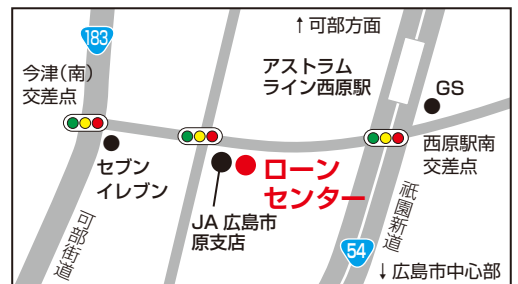 183
↑可部方面
今津(南)
交差点
アストラム
ライン西原駅
GS
セブン
イレブン
ローン
センター
西原駅南
交差点
JA 広島市
原支店
可部街道
祇園新道
54
↓広島市中心部